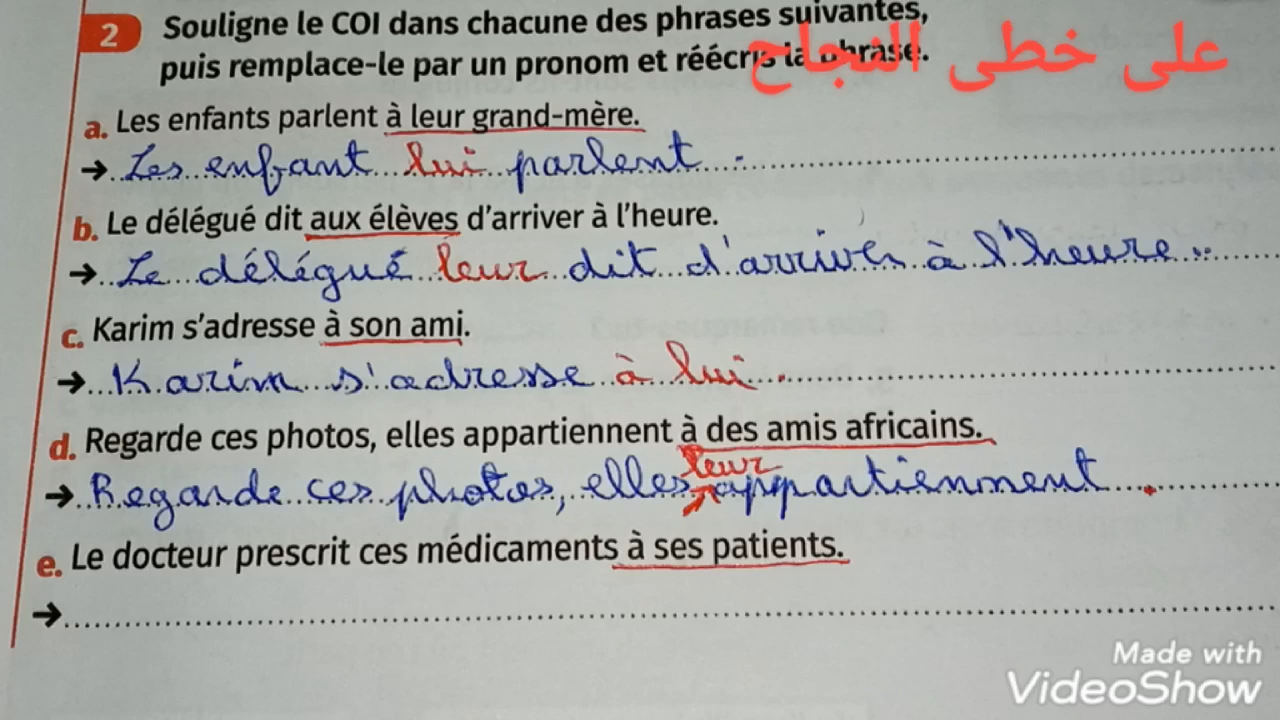 2 Souligne le COI dans chacune des phrases suivantes,
puis remplace-le par un pronom et réécris la phrase.
على خطى النجاح
a. Les enfants parlent à leur grand-mère.
→ Les enfant lui parlent.
b. Le délégué dit aux élèves d'arriver à l'heure.
→ Le délégué leur dit d'arriver à l'heure..
c. Karim s'adresse à son ami.
→ Karim s'adresse à lui.
d. Regarde ces photos, elles appartiennent à des amis africains.
leur
→ Regarde ces photos, elles appartiennent.
e. Le docteur prescrit ces médicaments à ses patients.
→
Made with
VideoShow